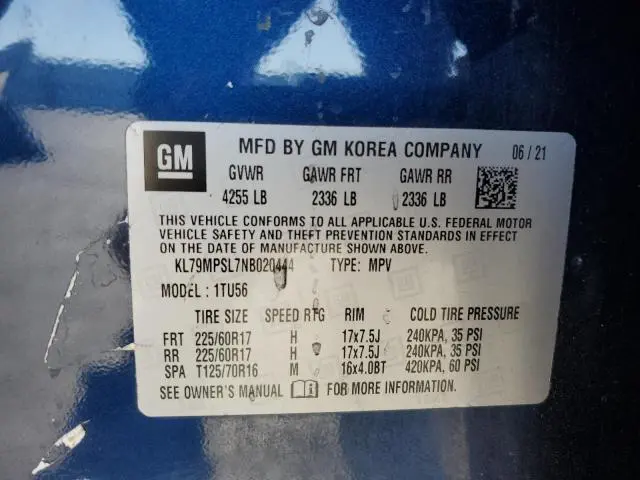 GM
MFD BY GM KOREA COMPANY 06 / 21
GVWR GAWR FRT GAWR RR
4255 LB 2336 LB 2336 LB
THIS VEHICLE CONFORMS TO ALL APPLICABLE U.S. FEDERAL MOTOR
VEHICLE SAFETY AND THEFT PREVENTION STANDARDS IN EFFECT ON
THE DATE OF MANUFACTURE SHOWN ABOVE.
KL79MPSL7NB020444 TYPE: MPV
MODEL : 1TU56
TIRE SIZE SPEED RTG RIM COLD TIRE PRESSURE
FRT 225/60R17 H 17x7.5J 240KPA, 35 PSI
RR 225/60R17 H 17x7.5J 240KPA, 35 PSI
SPA T125/70R16 M 16x4.0BT 420KPA, 60 PSI
SEE OWNER'S MANUAL FOR MORE INFORMATION